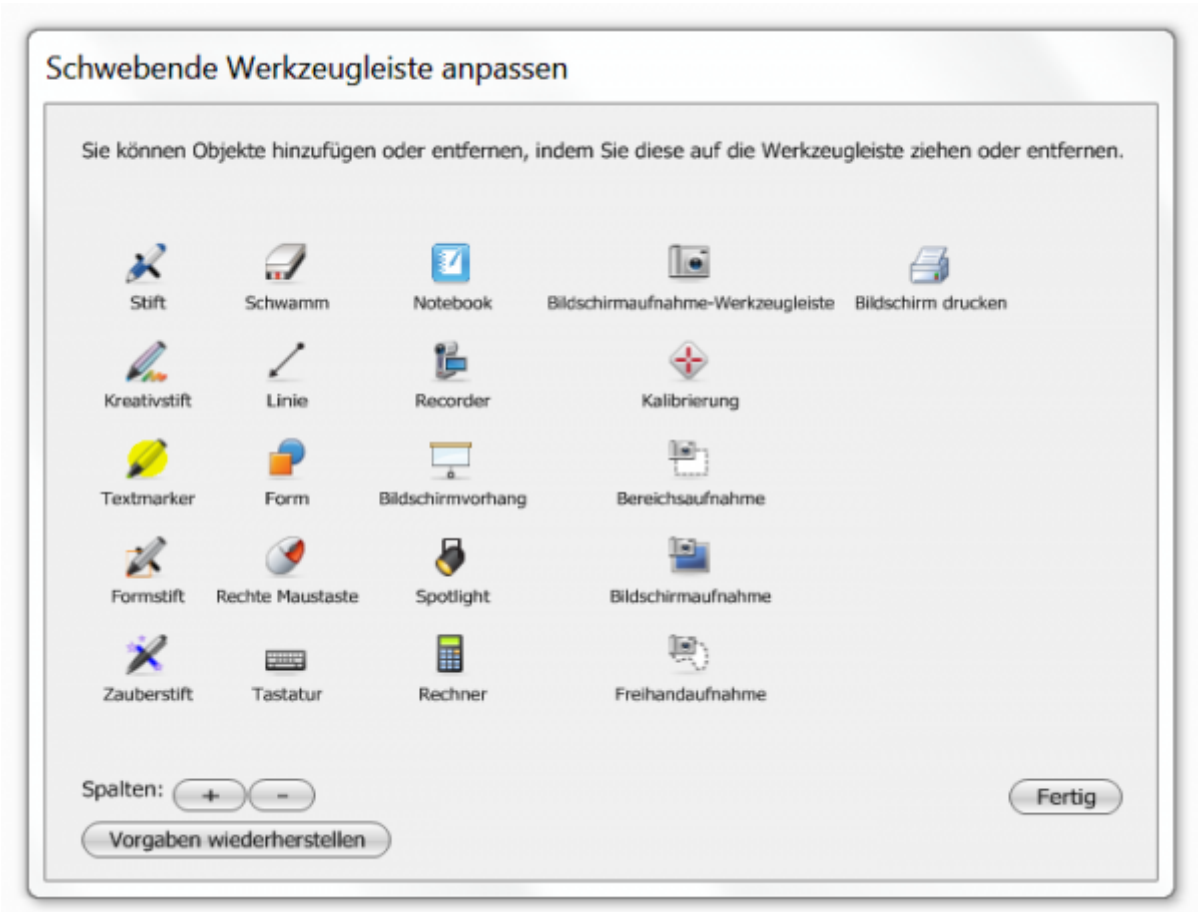 Schwebende Werkzeugleiste anpassen
Sie können Objekte hinzufügen oder entfernen, indem Sie diese auf die Werkzeugleiste ziehen oder entfernen.
Stift Schwamm Notebook Bildschirmaufnahme-Werkzeugleiste Bildschirm drucken
Kreativstift Linie Recorder Kalibrierung
Textmarker Form Bildschirmvorhang Bereichsaufnahme
Formstift Rechte Maustaste Spotlight Bildschirmaufnahme
Zauberstift Tastatur Rechner Freihandaufnahme
Spalten: + - Fertig
Vorgaben wiederherstellen